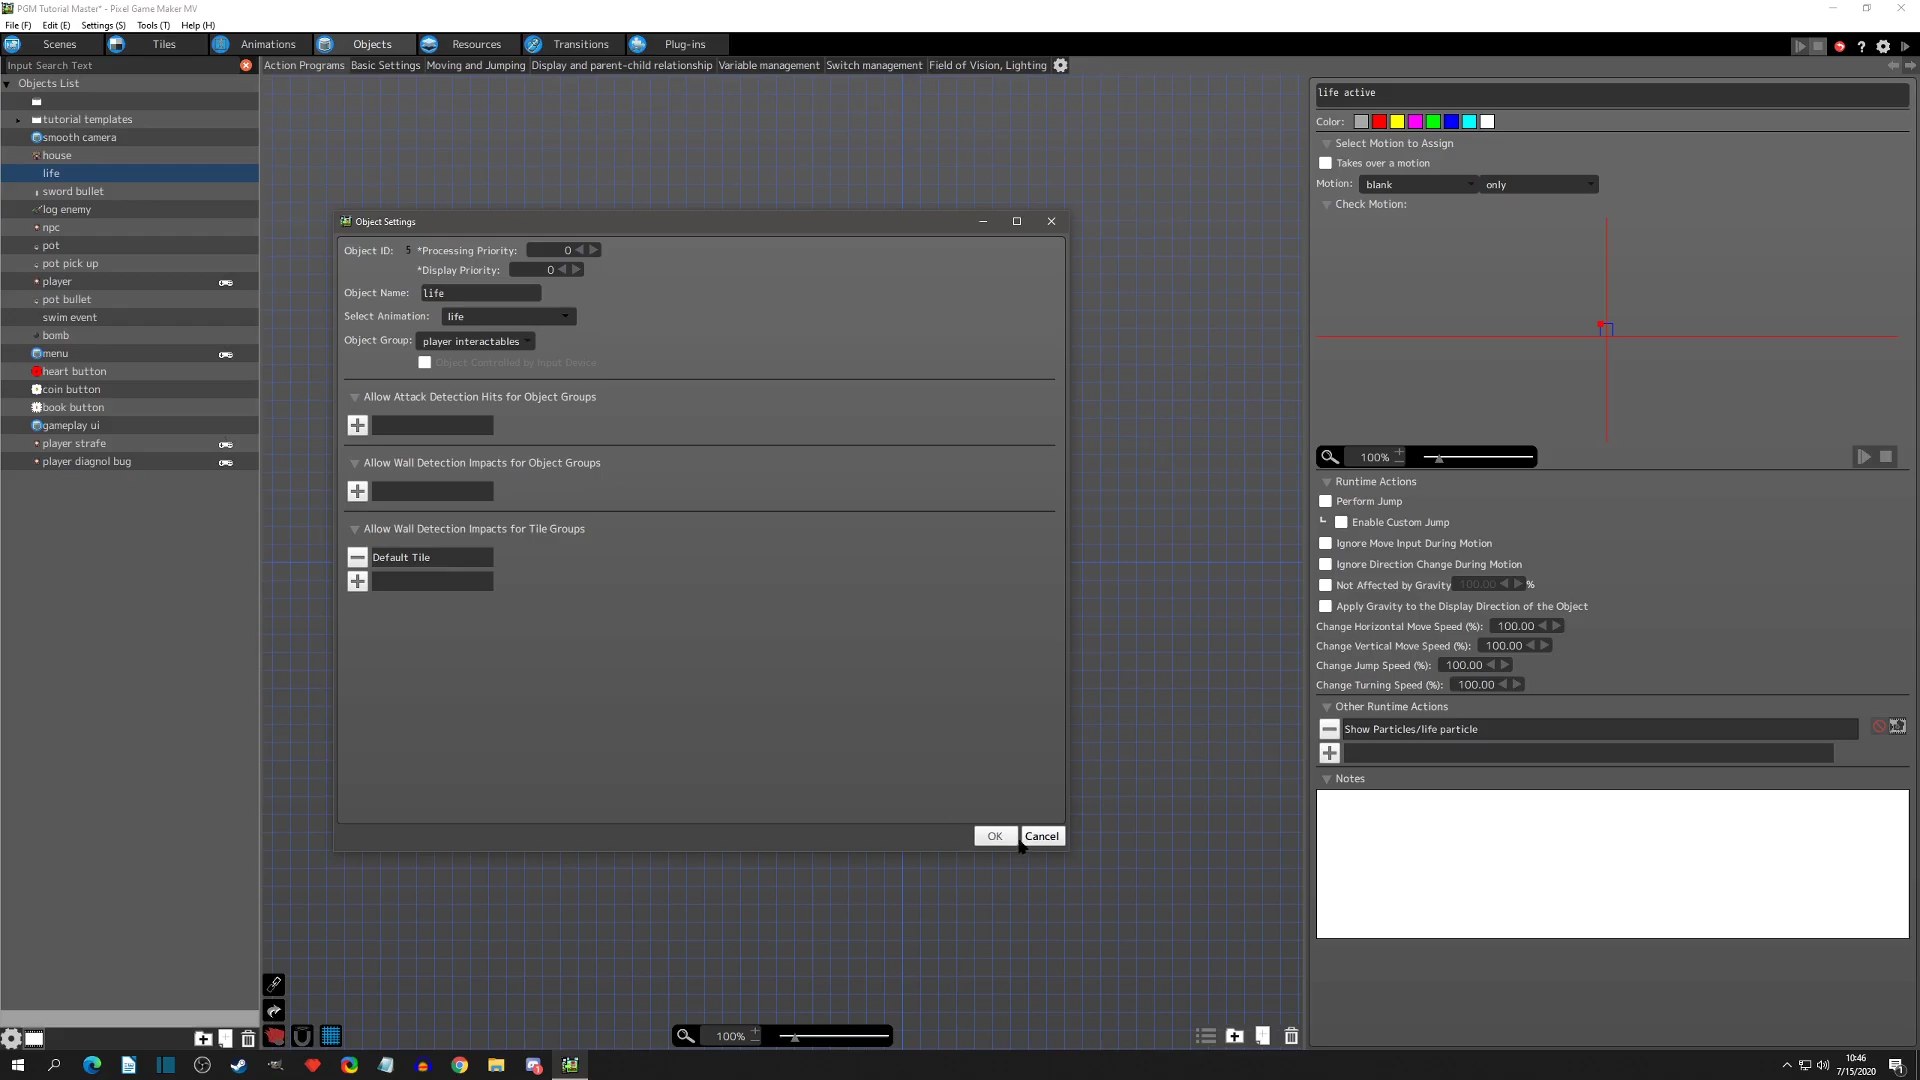 PGM Tutorial Master* - Pixel Game Maker MV
File (F) Edit (E) Settings (S) Tools (T) Help (H)
Scenes Tiles Animations Objects Resources Transitions Plug-ins
Input Search Text
Action Programs Basic Settings Moving and Jumping Display and parent-child relationship Variable management Switch management Field of Vision, Lighting
Objects List
tutorial templates
smooth camera
house
life
sword bullet
log enemy
npc
pot
pot pick up
player
pot bullet
swim event
bomb
menu
heart button
coin button
book button
gameplay ui
player strafe
player diagnol bug
Object Settings
Object ID: 5 *Processing Priority: 0
*Display Priority: 0
Object Name: life
Select Animation: life
Object Group: player interactables
Object Controlled by Input Device
Allow Attack Detection Hits for Object Groups
Allow Wall Detection Impacts for Object Groups
Allow Wall Detection Impacts for Tile Groups
Default Tile
OK Cancel
100%
life active
Color:
Select Motion to Assign
Takes over a motion
Motion: blank only
Check Motion:
100%
Runtime Actions
Perform Jump
Enable Custom Jump
Ignore Move Input During Motion
Ignore Direction Change During Motion
Not Affected by Gravity 100.00 %
Apply Gravity to the Display Direction of the Object
Change Horizontal Move Speed (%): 100.00
Change Vertical Move Speed (%): 100.00
Change Jump Speed (%): 100.00
Change Turning Speed (%): 100.00
Other Runtime Actions
Show Particles/life particle
Notes
10:46
7/15/2020